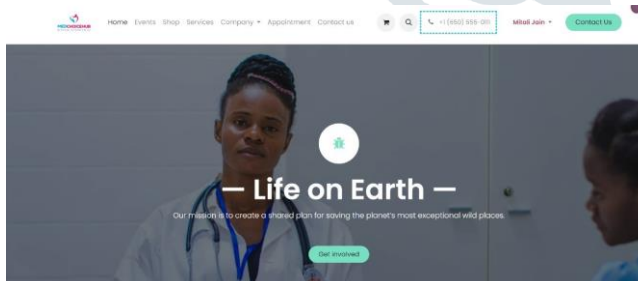 Home Events Shop Services Company Appointment Contact us
Mitali Jain
Contact Us
— Life on Earth —
Our mission is to create a shared plan for saving the planet's most exceptional wild places.
Get involved